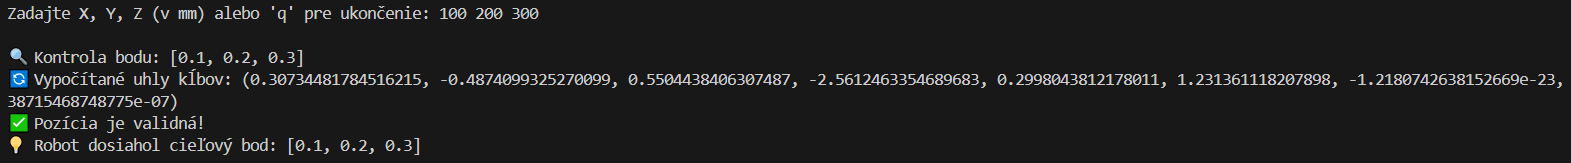 Zadajte X, Y, Z (v mm) alebo 'q' pre ukončenie: 100 200 300
🔍 Kontrola bodu: [0.1, 0.2, 0.3]
🔄 Vypočítané uhly kĺbov: (0.30734481784516215, -0.4874099325270099, 0.5504438406307487, -2.5612463354689683, 0.2998043812178011, 1.231361118207898, -1.2180742638152669e-23,
38715468748775e-07)
✅ Pozícia je validná!
💡 Robot dosiahol cieľový bod: [0.1, 0.2, 0.3]